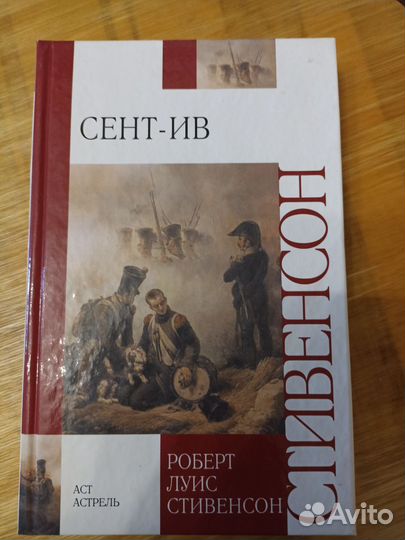 СЕНТ-ИВ
СТИВЕНСОН
РОБЕРТ
ЛУИС
СТИВЕНСОН
АСТ
АСТРЕЛЬ
Avito